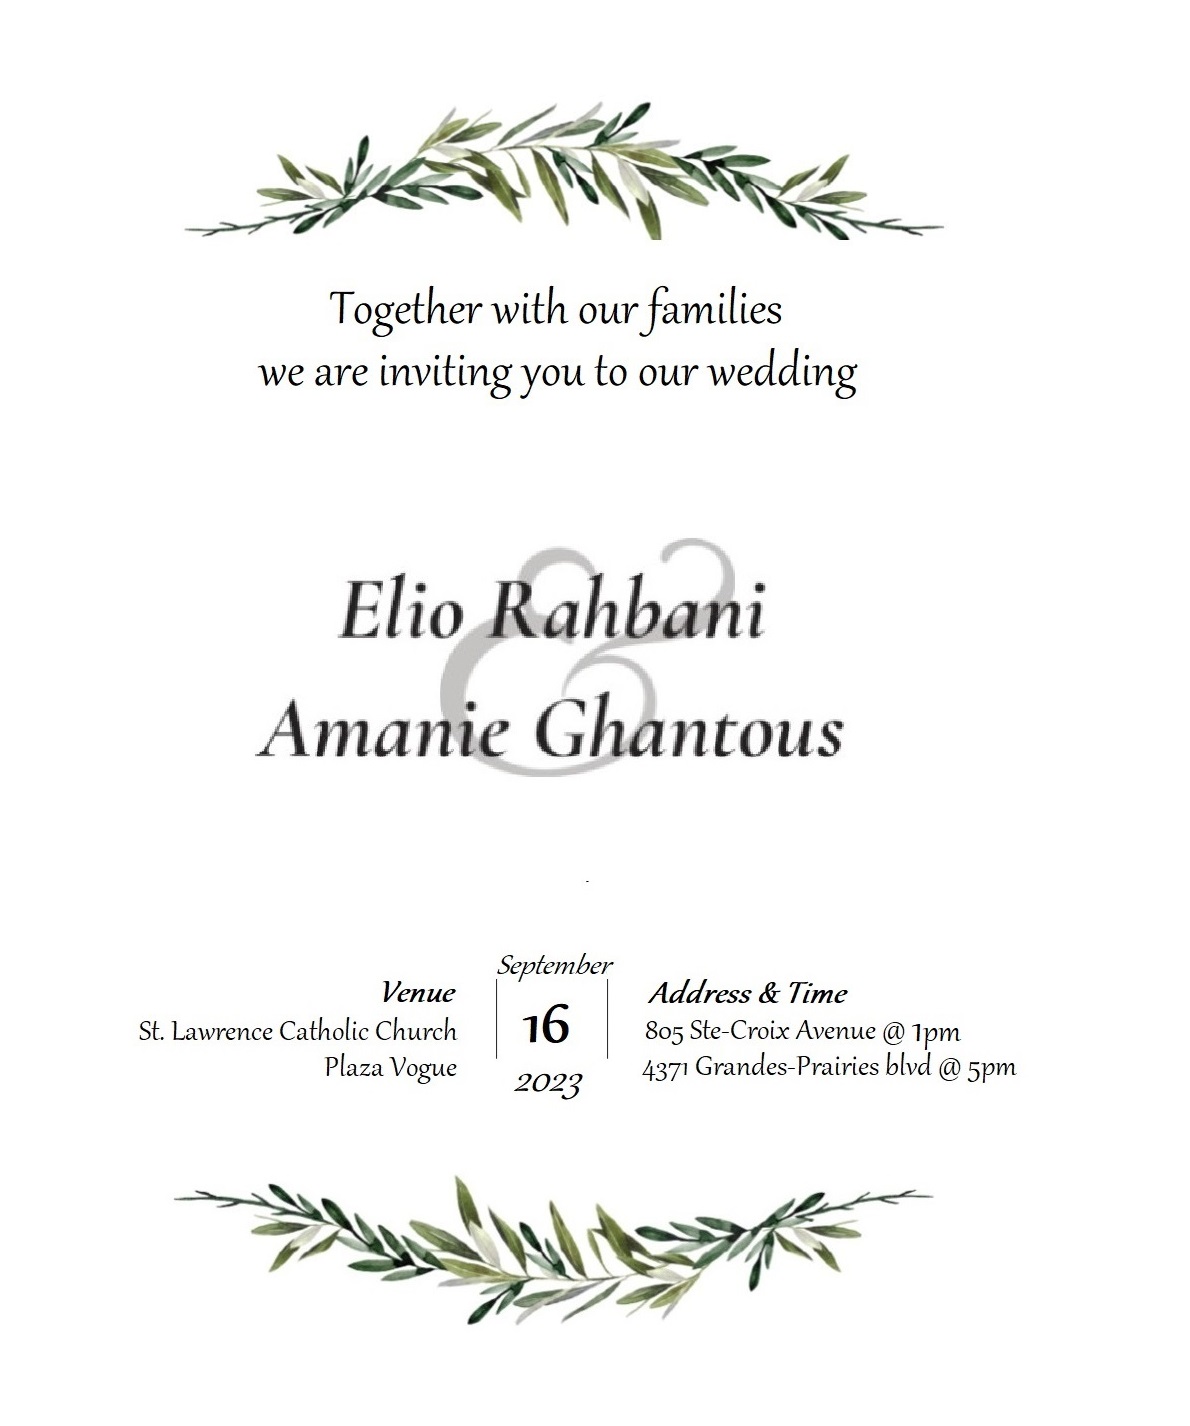 Together with our families
we are inviting you to our wedding
&
Elio Rahbani
Amanie Ghantous
Venue
St. Lawrence Catholic Church
Plaza Vogue
September
16
2023
Address & Time
805 Ste-Croix Avenue @ 1pm
4371 Grandes-Prairies blvd @ 5pm